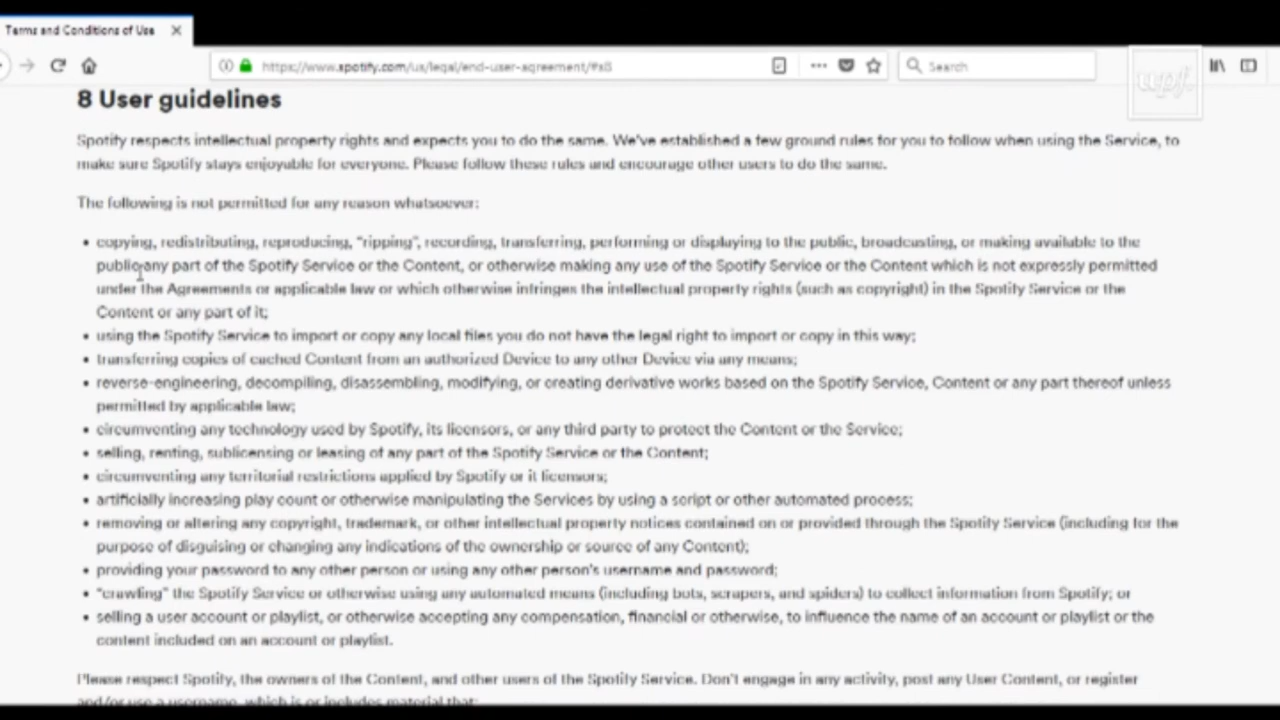 Terms and Conditions of Use
https://www.spotify.com/us/legal/end-user-agreement/#s8
Search
upf.
8 User guidelines
Spotify respects intellectual property rights and expects you to do the same. We've established a few ground rules for you to follow when using the Service, to
make sure Spotify stays enjoyable for everyone. Please follow these rules and encourage other users to do the same.
The following is not permitted for any reason whatsoever:
• copying, redistributing, reproducing, "ripping", recording, transferring, performing or displaying to the public, broadcasting, or making available to the
public any part of the Spotify Service or the Content, or otherwise making any use of the Spotify Service or the Content which is not expressly permitted
under the Agreements or applicable law or which otherwise infringes the intellectual property rights (such as copyright) in the Spotify Service or the
Content or any part of it;
• using the Spotify Service to import or copy any local files you do not have the legal right to import or copy in this way;
• transferring copies of cached Content from an authorized Device to any other Device via any means;
• reverse-engineering, decompiling, disassembling, modifying, or creating derivative works based on the Spotify Service, Content or any part thereof unless
permitted by applicable law;
• circumventing any technology used by Spotify, its licensors, or any third party to protect the Content or the Service;
• selling, renting, sublicensing or leasing of any part of the Spotify Service or the Content;
• circumventing any territorial restrictions applied by Spotify or it licensors;
• artificially increasing play count or otherwise manipulating the Services by using a script or other automated process;
• removing or altering any copyright, trademark, or other intellectual property notices contained on or provided through the Spotify Service (including for the
purpose of disguising or changing any indications of the ownership or source of any Content);
• providing your password to any other person or using any other person's username and password;
• "crawling" the Spotify Service or otherwise using any automated means (including bots, scrapers, and spiders) to collect information from Spotify; or
• selling a user account or playlist, or otherwise accepting any compensation, financial or otherwise, to influence the name of an account or playlist or the
content included on an account or playlist.
Please respect Spotify, the owners of the Content, and other users of the Spotify Service. Don't engage in any activity, post any User Content, or register
and/or use a username, which is or includes material that: